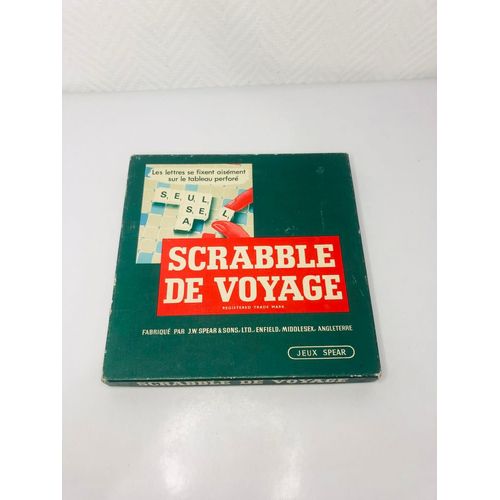 Les lettres se fixent aisément
sur le tableau perforé
SEUL
SEL
A
SCRABBLE
DE VOYAGE
REGISTERED TRADE MARK
FABRIQUÉ PAR J.W. SPEAR & SONS, LTD., ENFIELD, MIDDLESEX, ANGLETERRE
JEUX SPEAR
SCRABBLE DE VOYAGE